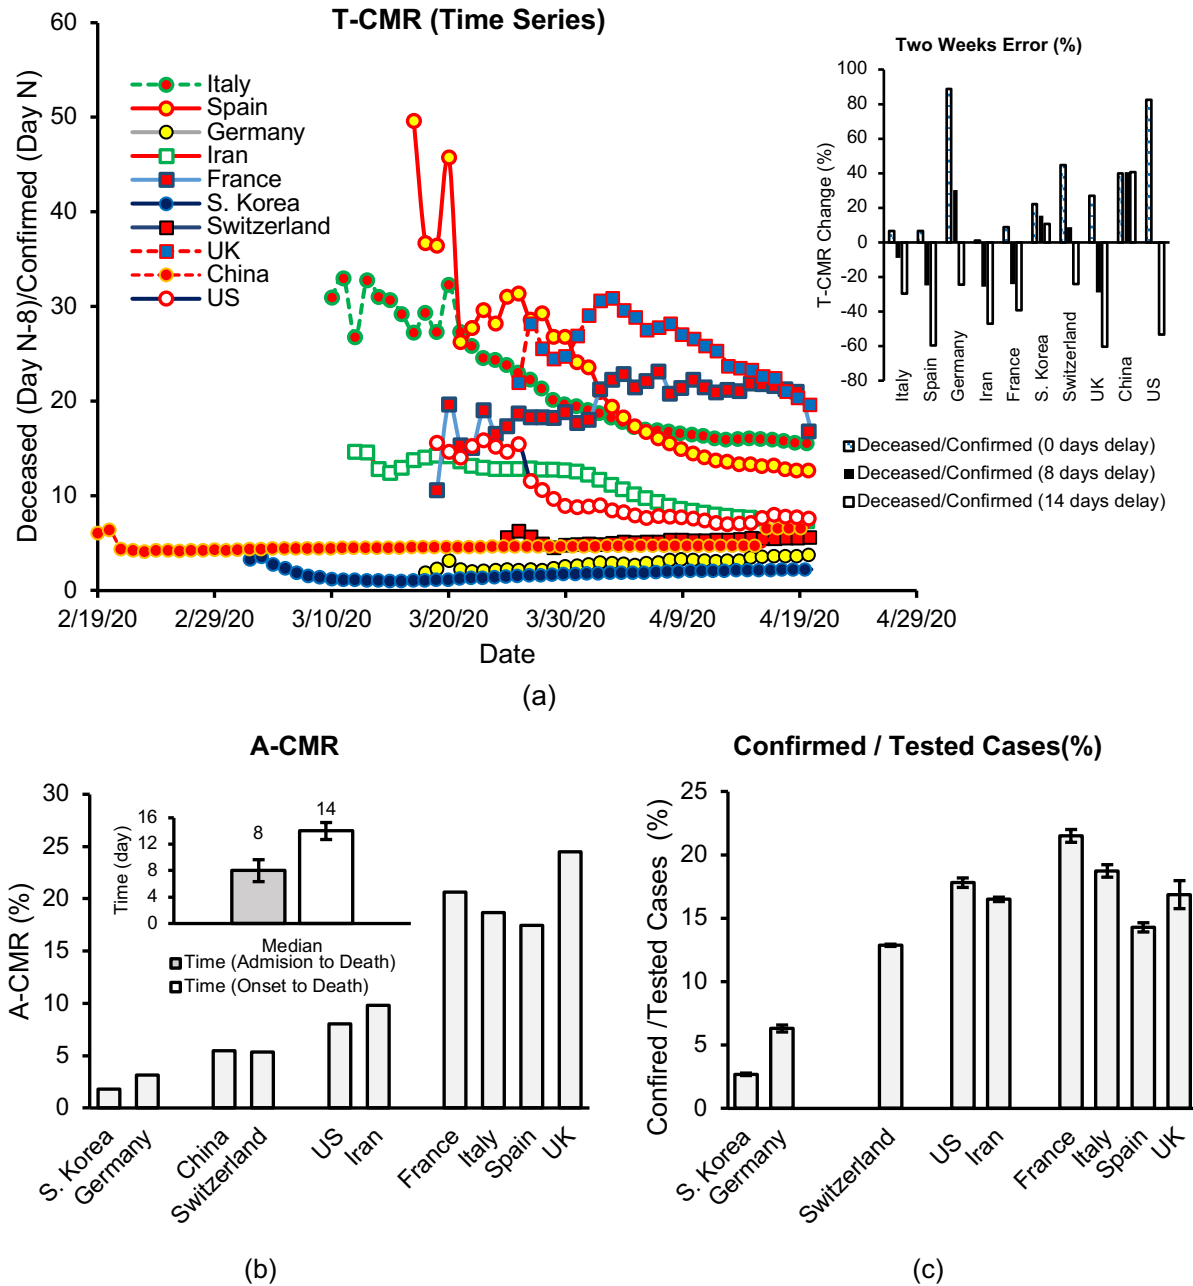 T-CMR (Time Series)
Deceased (Day N-8)/Confirmed (Day N)
60
50
40
30
20
10
0
Italy
Spain
Germany
Iran
France
S. Korea
Switzerland
UK
China
US
2/19/20 2/29/20 3/10/20 3/20/20 3/30/20 4/9/20 4/19/20 4/29/20
Date
Two Weeks Error (%)
T-CMR Change (%)
100
80
60
40
20
0
-20
-40
-60
-80
Italy Spain Germany Iran France S. Korea Switzerland UK China US
Deceased/Confirmed (0 days delay)
Deceased/Confirmed (8 days delay)
Deceased/Confirmed (14 days delay)
(a)
A-CMR
A-CMR (%)
30
25
20
15
10
5
0
Time (day)
16
12
8
4
0
8 14
Median
Time (Admision to Death)
Time (Onset to Death)
S. Korea Germany China Switzerland US Iran France Italy Spain UK
(b)
Confirmed / Tested Cases(%)
Confired /Tested Cases (%)
25
20
15
10
5
0
S. Korea Germany Switzerland US Iran France Italy Spain UK
(c)